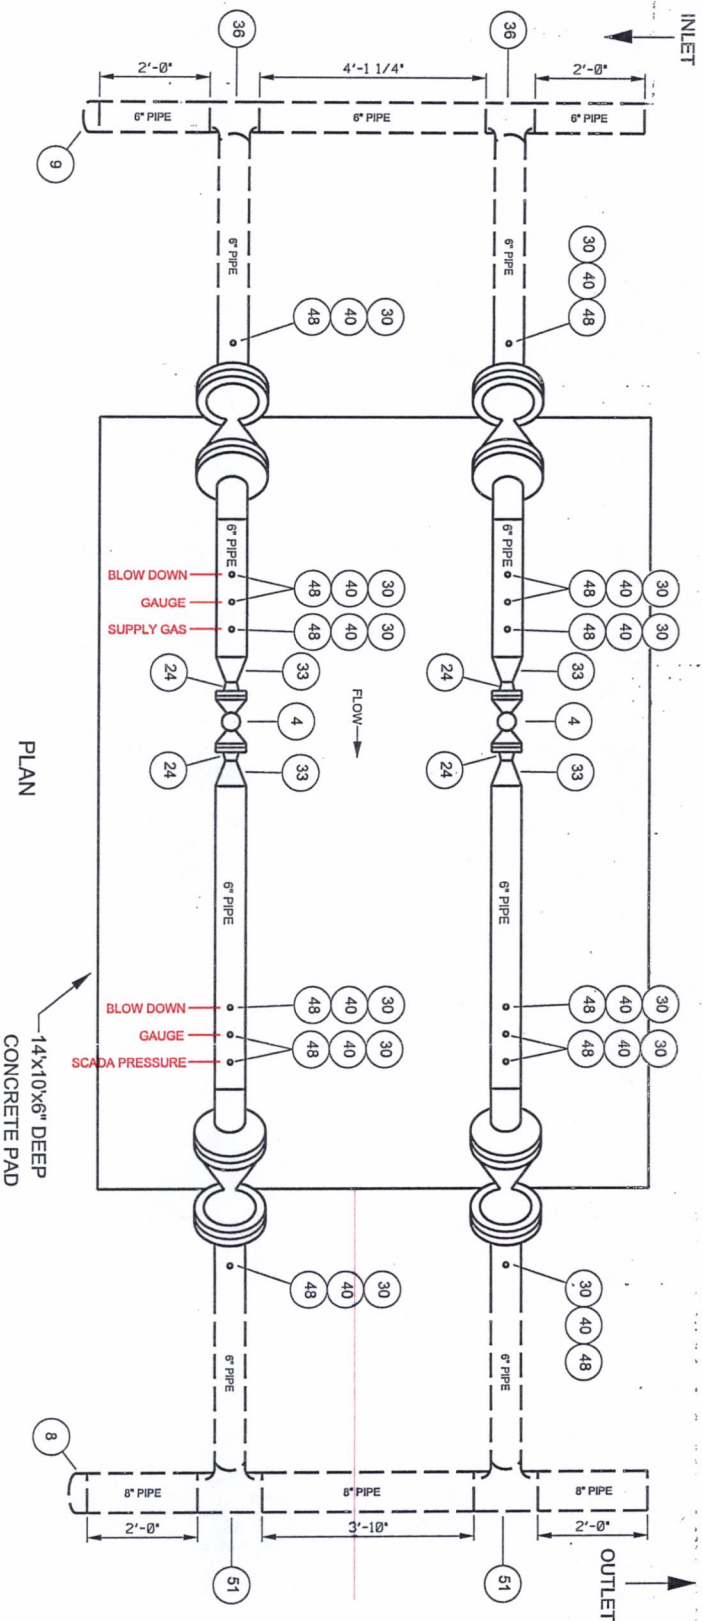 INLET
36
36
2'-0"
4'-1 1/4"
2'-0"
6" PIPE
6" PIPE
6" PIPE
9
6" PIPE
6" PIPE
30
40
48
48
40
30
6" PIPE
6" PIPE
BLOW DOWN
GAUGE
SUPPLY GAS
48
40
30
48
40
30
48
40
30
48
40
30
24
33
24
33
4
4
FLOW
24
33
24
33
PLAN
6" PIPE
6" PIPE
BLOW DOWN
GAUGE
SCADA PRESSURE
48
40
30
48
40
30
48
40
30
48
40
30
14'x10'x6" DEEP
CONCRETE PAD
48
40
30
30
40
48
6" PIPE
6" PIPE
8
8" PIPE
8" PIPE
8" PIPE
2'-0"
3'-10"
2'-0"
51
51
OUTLET